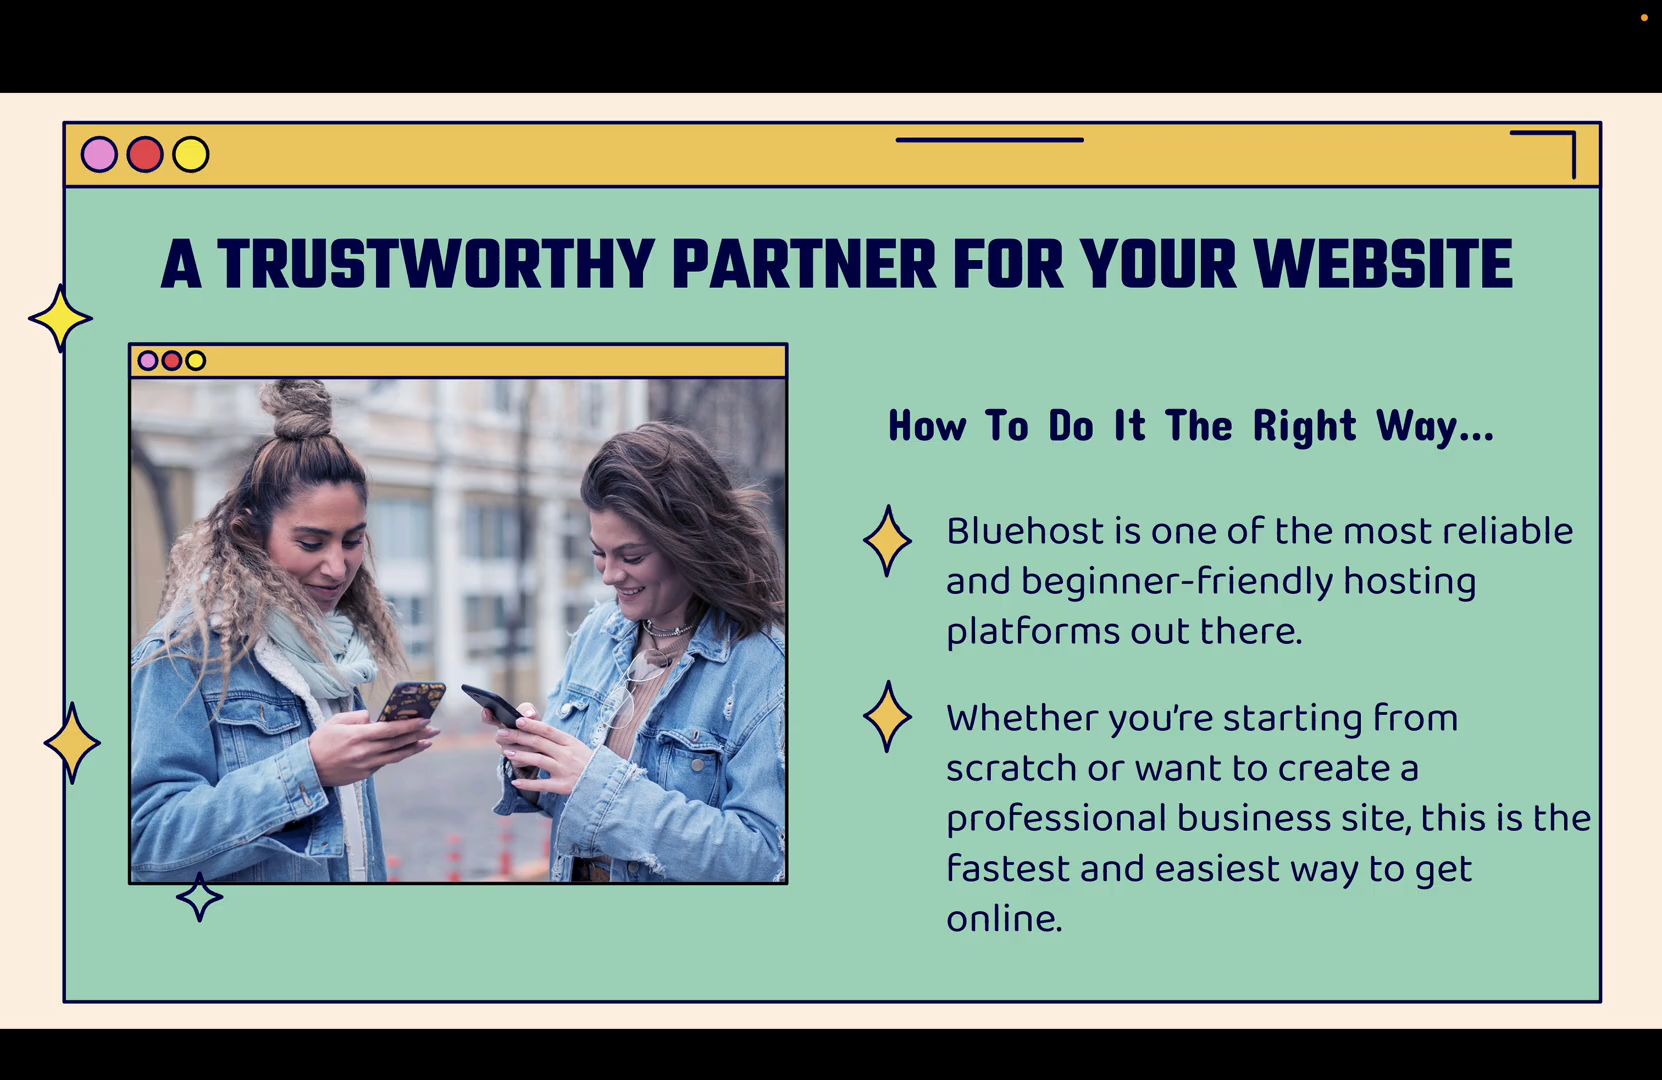 A TRUSTWORTHY PARTNER FOR YOUR WEBSITE
How To Do It The Right Way...
Bluehost is one of the most reliable
and beginner-friendly hosting
platforms out there.
Whether you’re starting from
scratch or want to create a
professional business site, this is the
fastest and easiest way to get
online.